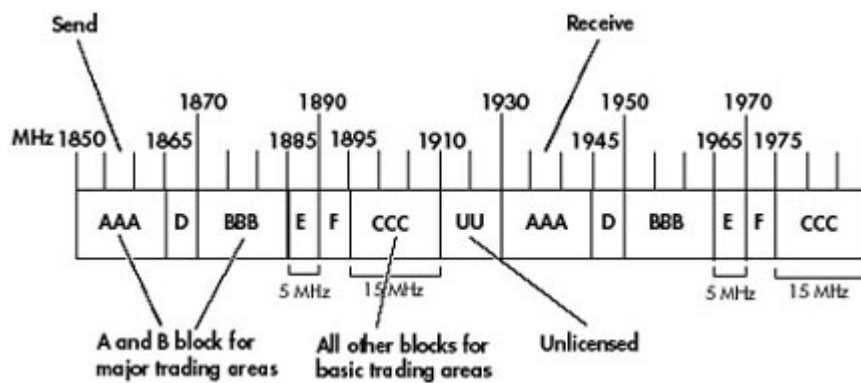 Send
Receive
1870 1890 1930 1950 1970
MHz 1850 1865 1885 1895 1910 1945 1965 1975
AAA D BBB E F CCC UU AAA D BBB E F CCC
5 MHz 15 MHz 5 MHz 15 MHz
A and B block for
major trading areas
All other blocks for
basic trading areas
Unlicensed